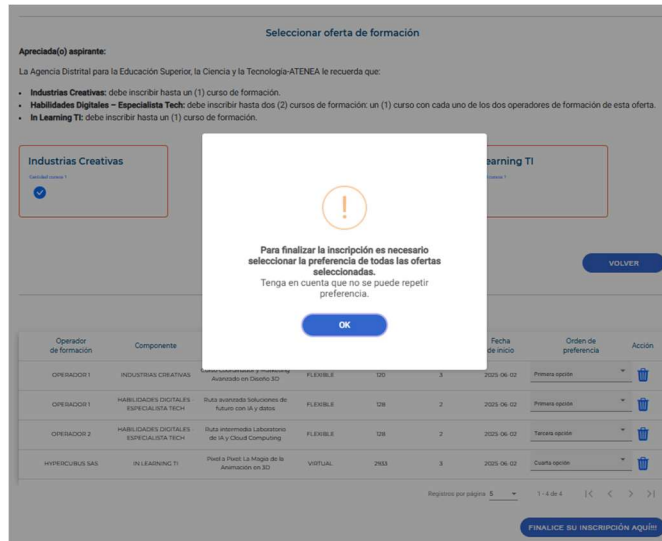 Seleccionar oferta de formación
Apreciada(o) aspirante:
La Agencia Distrital para la Educación Superior, la Ciencia y la Tecnología-ATENEA le recuerda que:
• Industrias Creativas: debe inscribir hasta un (1) curso de formación.
• Habilidades Digitales – Especialista Tech: debe inscribir hasta dos (2) cursos de formación: un (1) curso con cada uno de los dos operadores de formación de esta oferta.
• In Learning TI: debe inscribir hasta un (1) curso de formación.
Industrias Creativas
earning TI
Cantidad cursos 1
cursos 1
!
Para finalizar la inscripción es necesario
seleccionar la preferencia de todas las ofertas
seleccionadas.
Tenga en cuenta que no se puede repetir
preferencia.
OK
VOLVER
Operador de formación Componente Fecha de inicio Orden de preferencia Acción
OPERADOR 1 INDUSTRIAS CREATIVAS Avanzado en Diseño 3D FLEXIBLE 120 3 2025-06-02 Primera opción
OPERADOR 1 HABILIDADES DIGITALES - ESPECIALISTA TECH Ruta avanzada Soluciones de futuro con IA y datos FLEXIBLE 128 2 2025-06-02 Primera opción
OPERADOR 2 HABILIDADES DIGITALES - ESPECIALISTA TECH Ruta intermedia Laboratorio de IA y Cloud Computing FLEXIBLE 128 2 2025-06-02 Tercera opción
HYPERCUBUS SAS IN LEARNING TI Pixel a Pixel: La Magia de la Animación en 3D VIRTUAL 2933 3 2025-06-02 Cuarta opción
Registros por página 5 1 - 4 de 4 |< < > >|
FINALICE SU INSCRIPCIÓN AQUÍ!!!